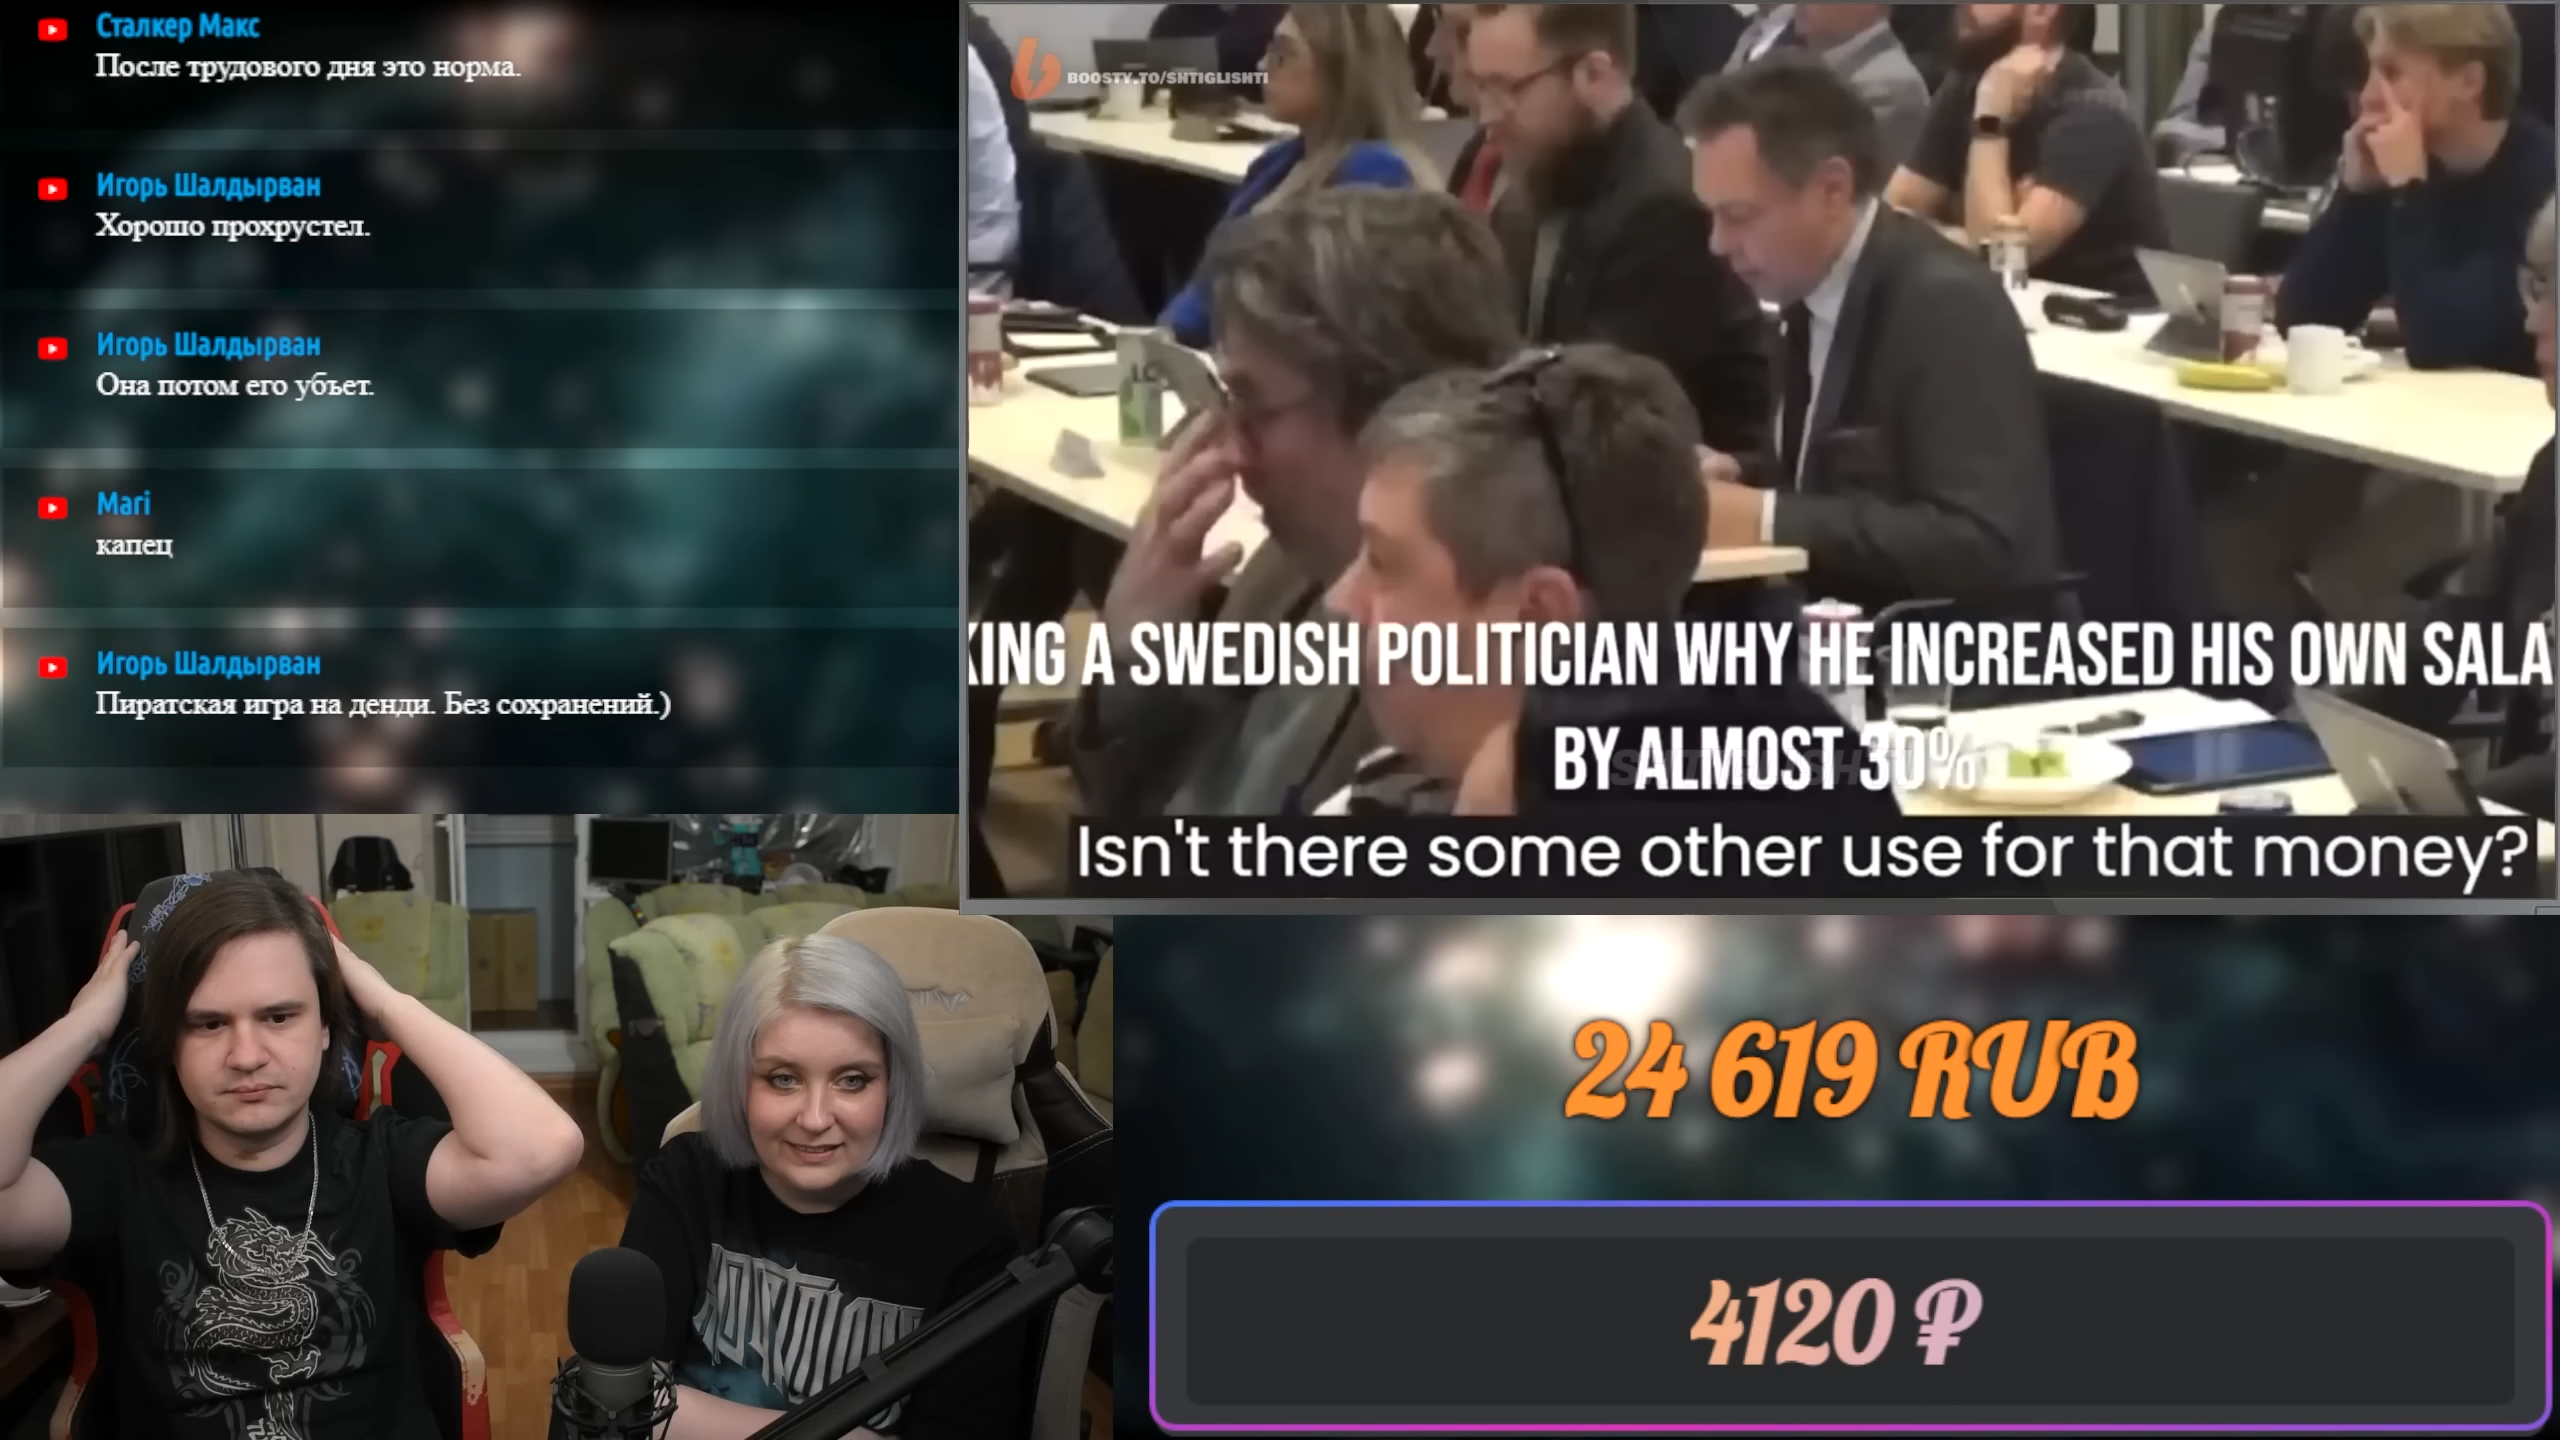 Сталкер Макс
После трудового дня это норма.
Игорь Шалдырван
Хорошо прохрустел.
Игорь Шалдырван
Она потом его убъет.
Mari
капец
Игорь Шалдырван
Пиратская игра на денди. Без сохранений.)
BOOSTY.TO/SHTIGLISHTI
KING A SWEDISH POLITICIAN WHY HE INCREASED HIS OWN SALA
BY ALMOST 30%
Isn't there some other use for that money?
24 619 RUB
4120 ₽